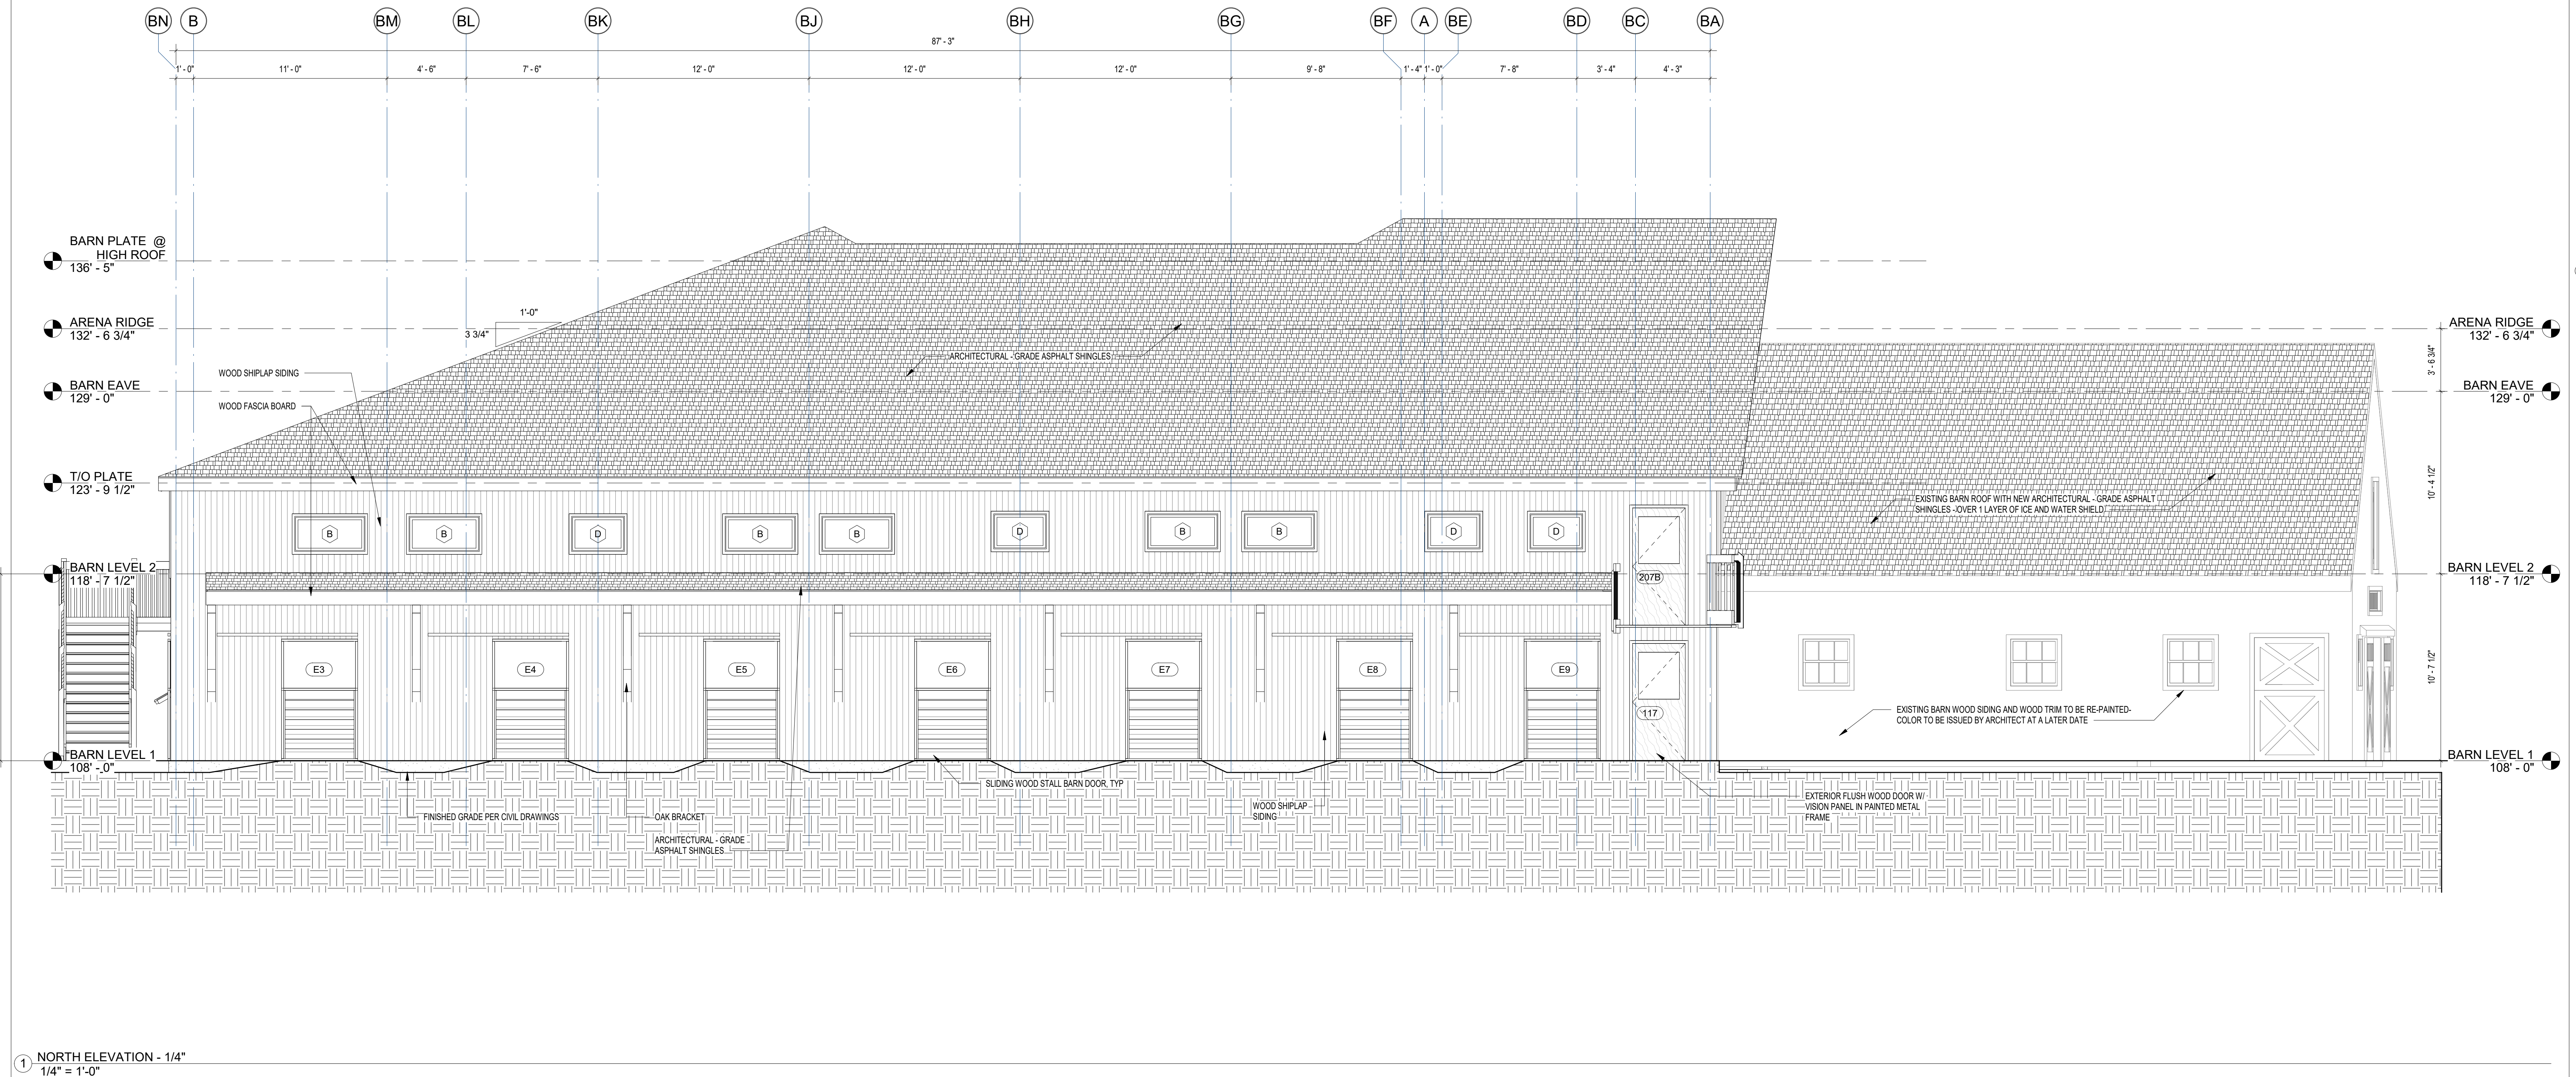 BN B BM BL BK BJ BH BG BF A BE BD BC BA
87' - 3"
1' - 0" 11' - 0" 4' - 6" 7' - 6" 12' - 0" 12' - 0" 12' - 0" 9' - 8" 1' - 4" 1' - 0" 7' - 8" 3' - 4" 4' - 3"
BARN PLATE @
HIGH ROOF
136' - 5"
ARENA RIDGE
132' - 6 3/4"
BARN EAVE
129' - 0"
T/O PLATE
123' - 9 1/2"
BARN LEVEL 2
118' - 7 1/2"
BARN LEVEL 1
108' - 0"
1'-0"
3 3/4"
WOOD SHIPLAP SIDING
WOOD FASCIA BOARD
ARCHITECTURAL - GRADE ASPHALT SHINGLES
EXISTING BARN ROOF WITH NEW ARCHITECTURAL - GRADE ASPHALT
SHINGLES - OVER 1 LAYER OF ICE AND WATER SHIELD
B B D B B D B B D D
207B
E3 E4 E5 E6 E7 E8 E9
117
EXISTING BARN WOOD SIDING AND WOOD TRIM TO BE RE-PAINTED-
COLOR TO BE ISSUED BY ARCHITECT AT A LATER DATE
SLIDING WOOD STALL BARN DOOR, TYP
FINISHED GRADE PER CIVIL DRAWINGS
OAK BRACKET
ARCHITECTURAL - GRADE
ASPHALT SHINGLES
WOOD SHIPLAP
SIDING
EXTERIOR FLUSH WOOD DOOR W/
VISION PANEL IN PAINTED METAL
FRAME
ARENA RIDGE
132' - 6 3/4"
3' - 6 3/4"
BARN EAVE
129' - 0"
10' - 4 1/2"
BARN LEVEL 2
118' - 7 1/2"
10' - 7 1/2"
BARN LEVEL 1
108' - 0"
1 NORTH ELEVATION - 1/4"
1/4" = 1'-0"